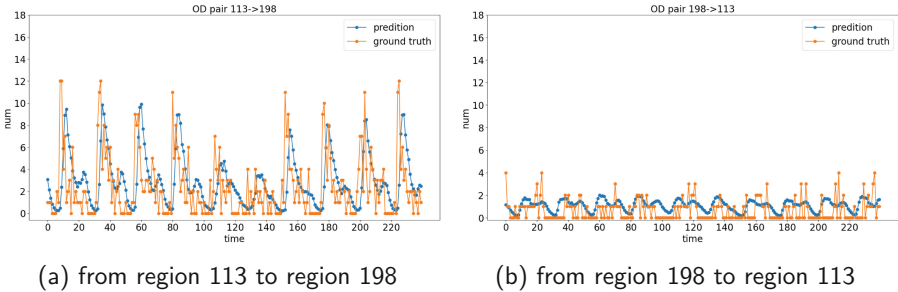 OD pair 113->198
18
16
14
12
10
8
6
4
2
0
num
predition
ground truth
0 20 40 60 80 100 120 140 160 180 200 220
time
(a) from region 113 to region 198
OD pair 198->113
18
16
14
12
10
8
6
4
2
0
num
predition
ground truth
0 20 40 60 80 100 120 140 160 180 200 220 240
time
(b) from region 198 to region 113